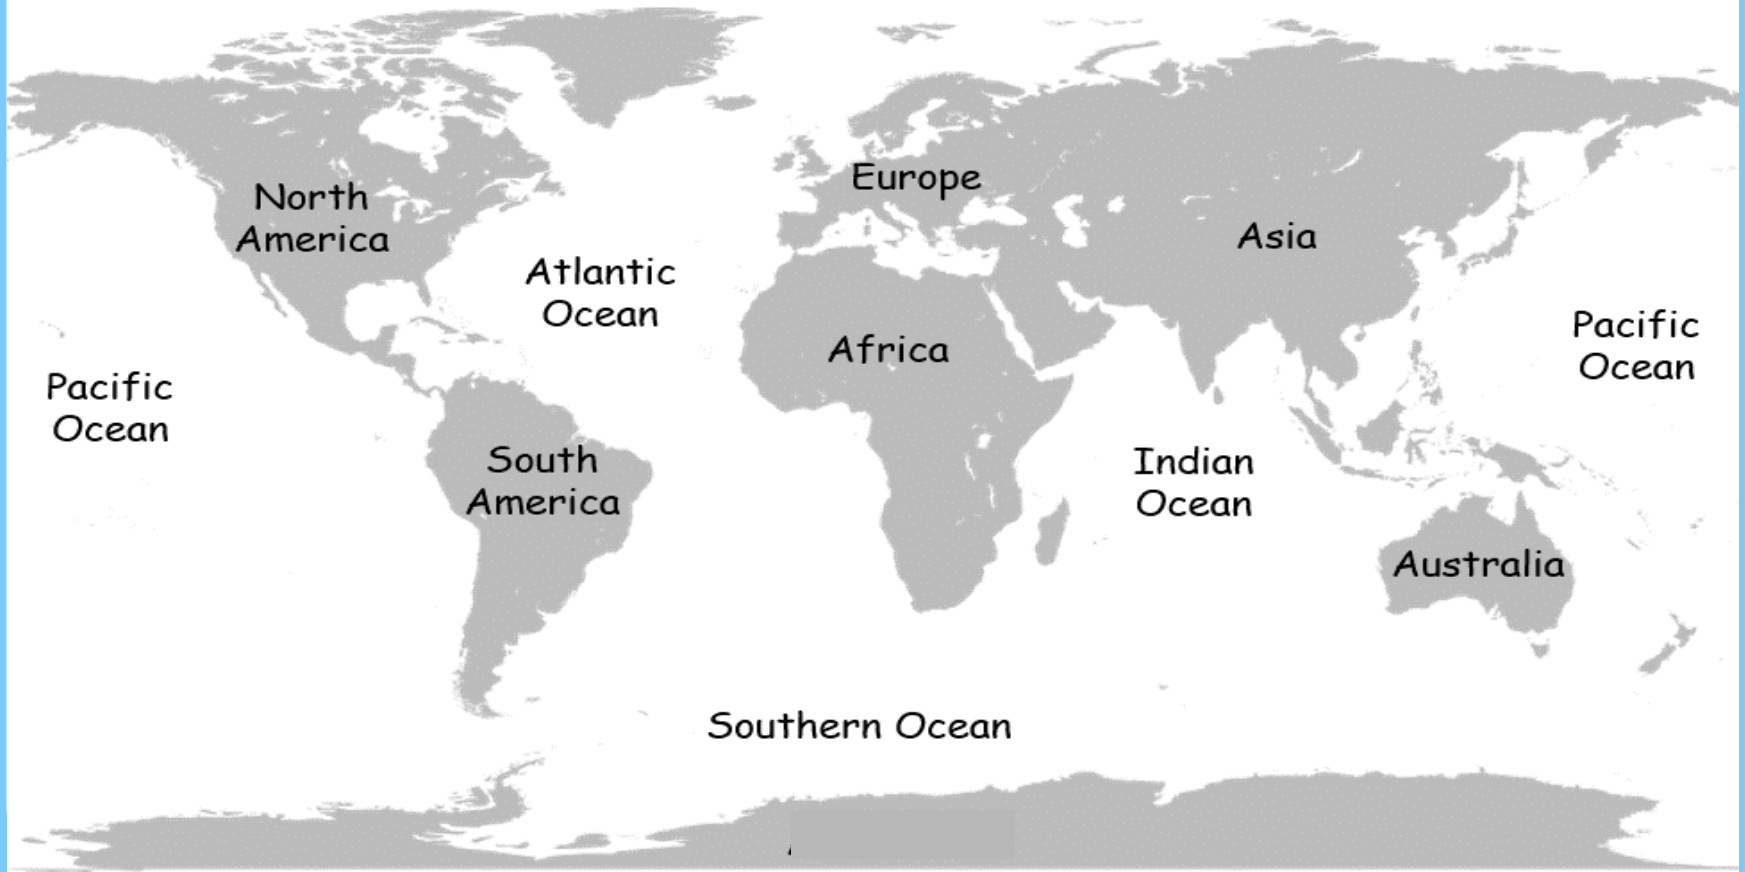 North
America
Europe
Asia
Atlantic
Ocean
Pacific
Ocean
Africa
Pacific
Ocean
South
America
Indian
Ocean
Australia
Southern Ocean